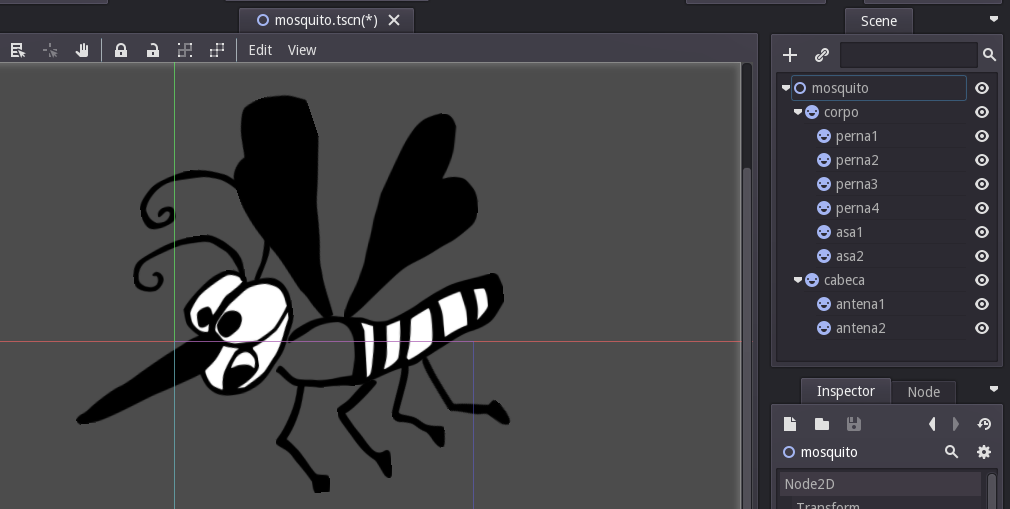 mosquito.tscn(*)
Scene
Edit View
mosquito
corpo
perna1
perna2
perna3
perna4
asa1
asa2
cabeca
antena1
antena2
Inspector Node
mosquito
Node2D
Transform